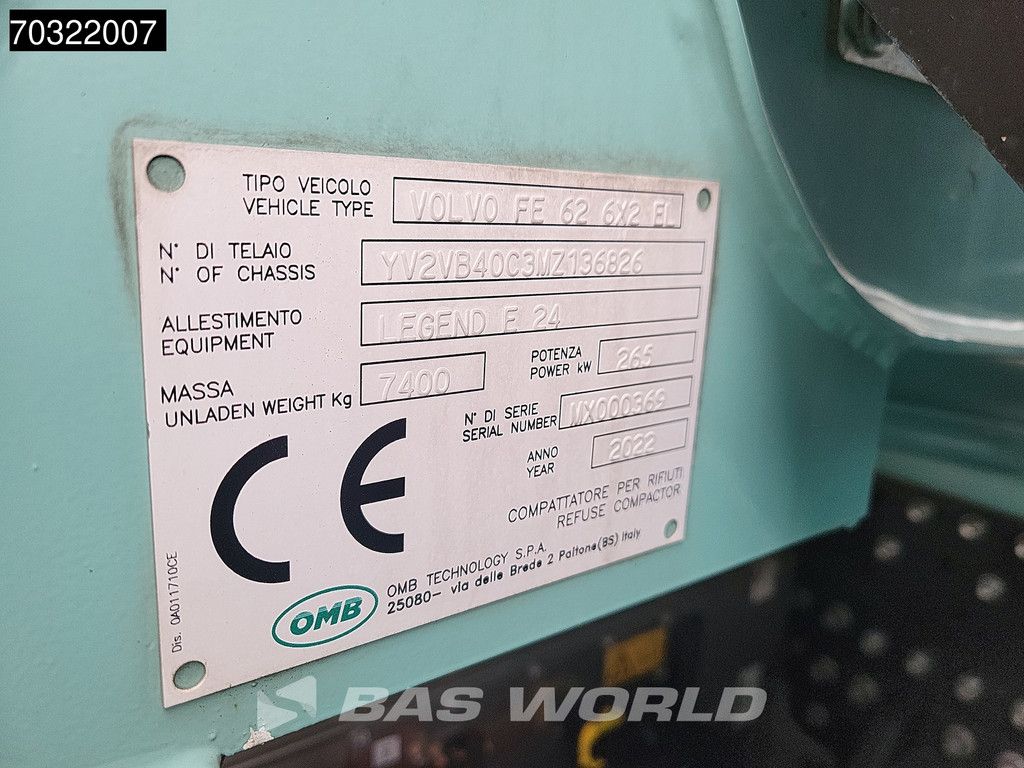 70322007
TIPO VEICOLO
VEHICLE TYPE
VOLVO FE 62 6X2 EL
N° DI TELAIO
N° OF CHASSIS
YV2VB40C3MZ136826
ALLESTIMENTO
EQUIPMENT
LEGEND E 24
MASSA
UNLADEN WEIGHT Kg
7400
POTENZA
POWER kW
265
N° DI SERIE
SERIAL NUMBER
MX000369
ANNO
YEAR
2022
COMPATTATORE PER RIFIUTI
REFUSE COMPACTOR
CE
Dis. 0A011710CE
OMB
OMB TECHNOLOGY S.P.A.
25080- via delle Brede 2 Paitone(BS) Italy
BAS WORLD